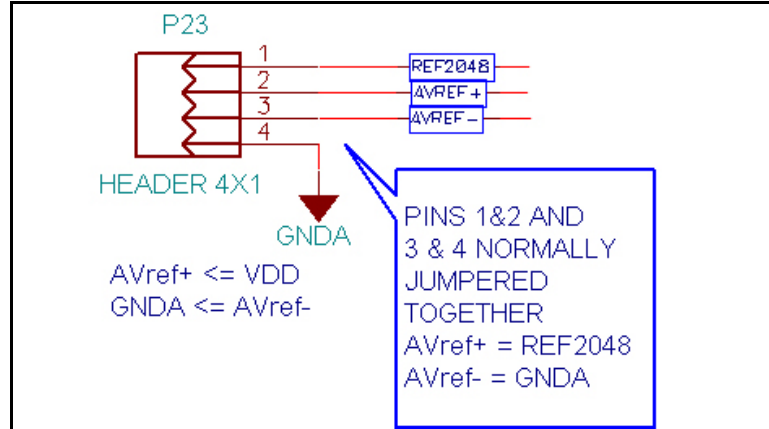 P23
1
REF2048
2
AVREF+
3
AVREF-
4
HEADER 4X1
GNDA
AVref+ <= VDD
GNDA <= AVref-
PINS 1&2 AND
3 & 4 NORMALLY
JUMPERED
TOGETHER
AVref+ = REF2048
AVref- = GNDA